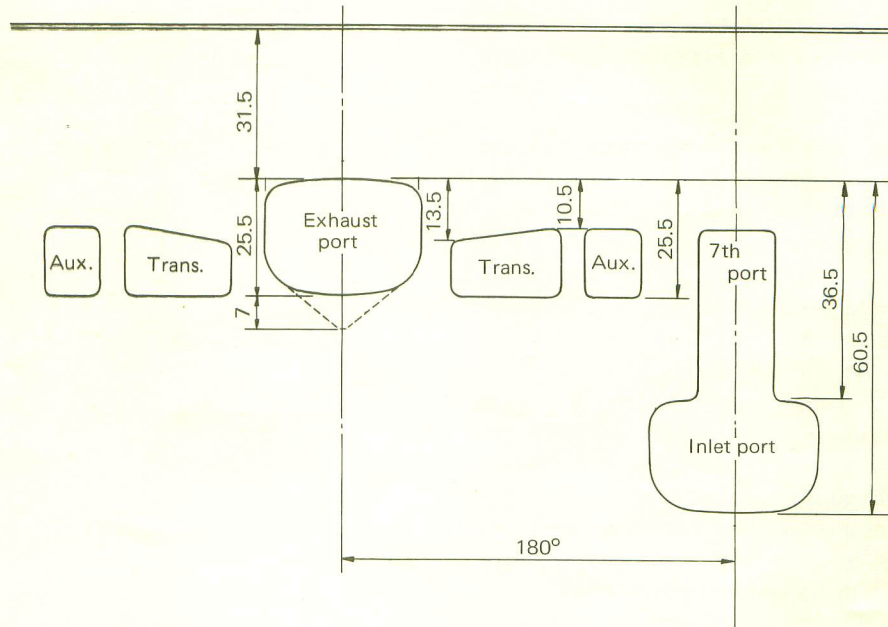 31.5
Exhaust
port
25.5
13.5
10.5
25.5
Aux.
Trans.
Trans.
Aux.
7th
port
36.5
60.5
7
Inlet port
180°